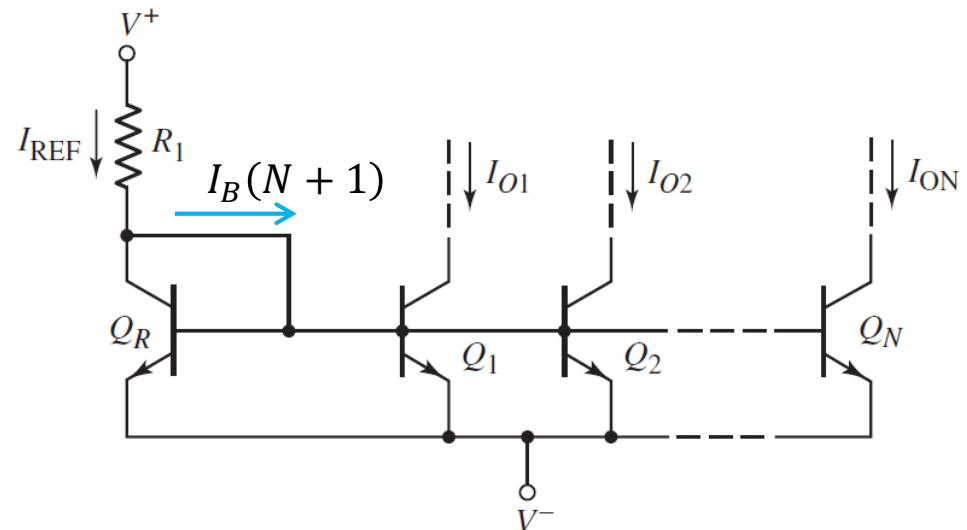 V⁺
I_REF
R₁
I_B(N + 1)
I_O1
I_O2
I_ON
Q_R
Q₁
Q₂
Q_N
V⁻